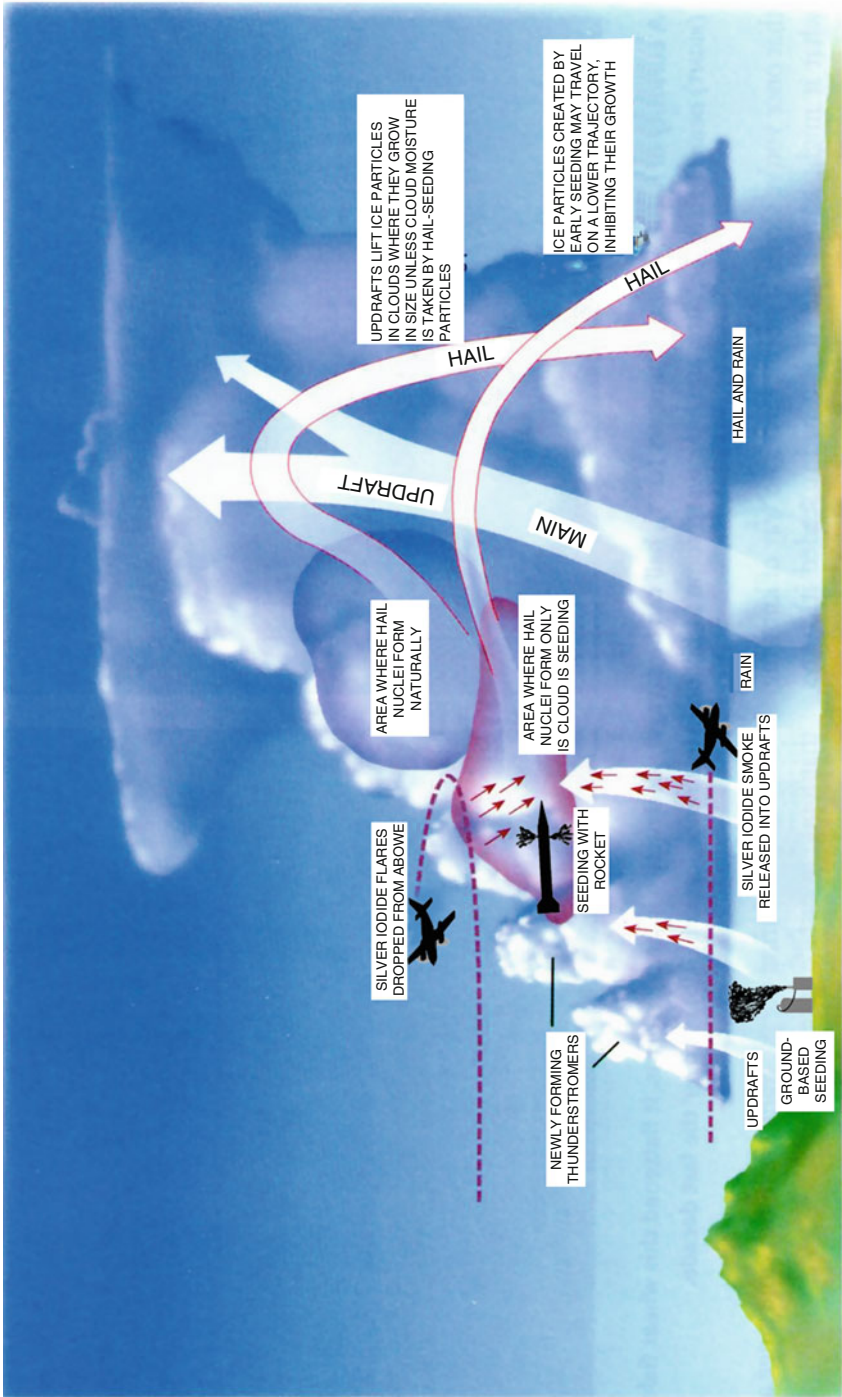 UPDRAFTS LIFT ICE PARTICLES
IN CLOUDS WHERE THEY GROW
IN SIZE UNLESS CLOUD MOISTURE
IS TAKEN BY HAIL-SEEDING
PARTICLES
ICE PARTICLES CREATED BY
EARLY SEEDING MAY TRAVEL
ON A LOWER TRAJECTORY,
INHIBITING THEIR GROWTH
HAIL
HAIL
UPDRAFT
MAIN
AREA WHERE HAIL
NUCLEI FORM
NATURALLY
SILVER IODIDE FLARES
DROPPED FROM ABOWE
AREA WHERE HAIL
NUCLEI FORM ONLY
IS CLOUD IS SEEDING
SEEDING WITH
ROCKET
NEWLY FORMING
THUNDERSTROMERS
HAIL AND RAIN
RAIN
SILVER IODIDE SMOKE
RELEASED INTO UPDRAFTS
UPDRAFTS
GROUND-
BASED
SEEDING